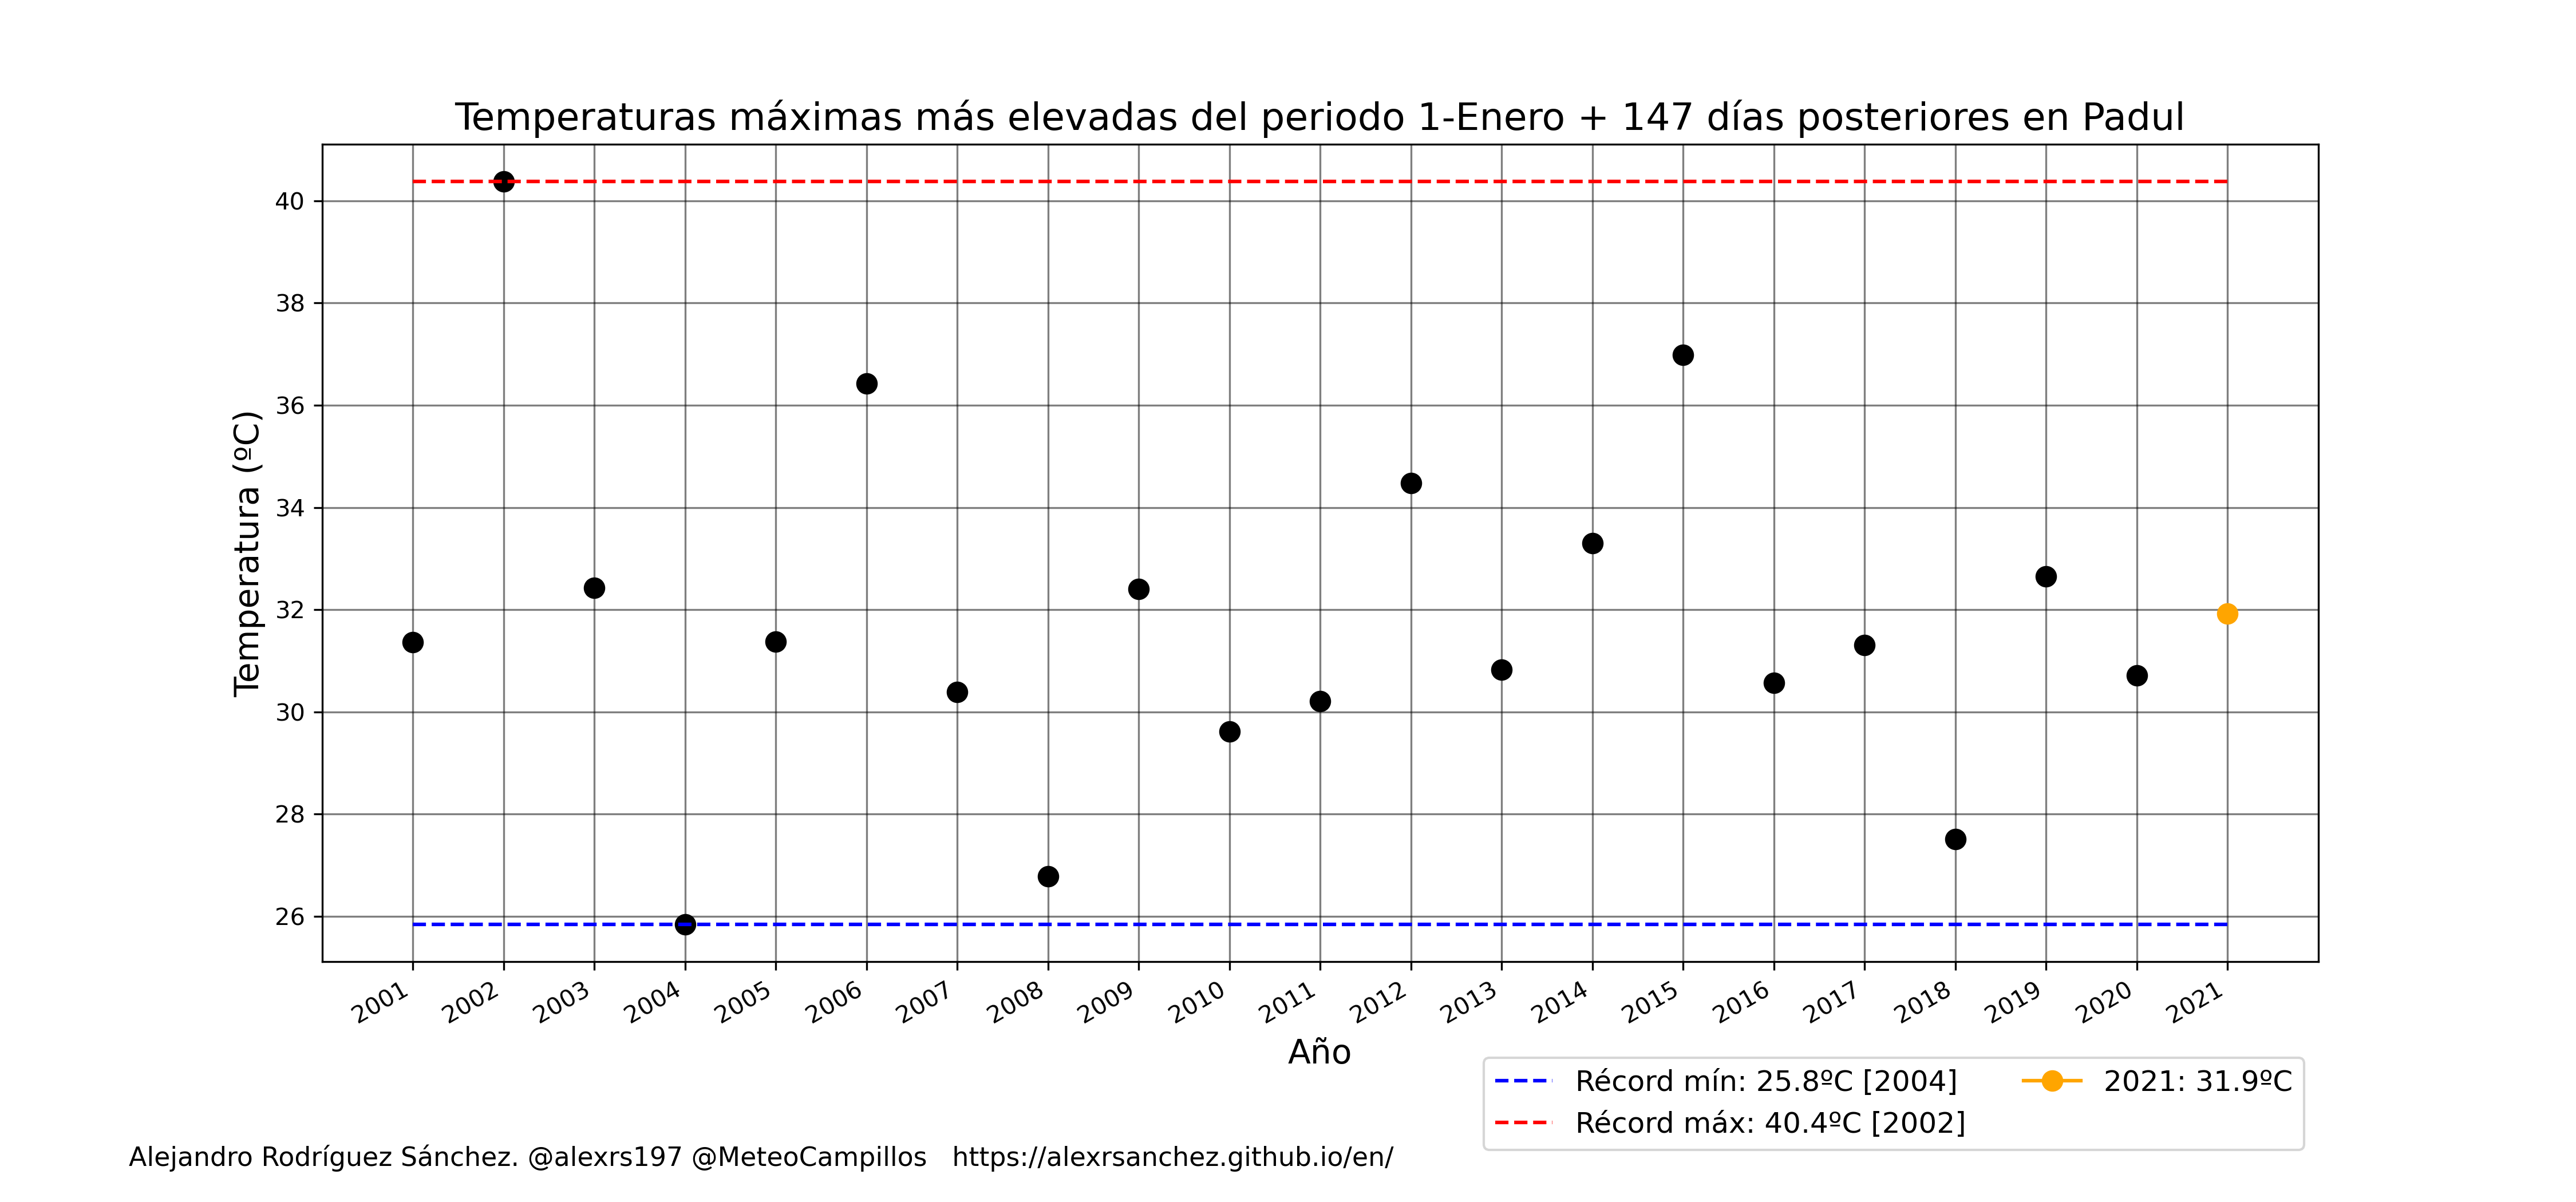 Temperaturas máximas más elevadas del periodo 1-Enero + 147 días posteriores en Padul
Temperatura (ºC)
40
38
36
34
32
30
28
26
2001 2002 2003 2004 2005 2006 2007 2008 2009 2010 2011 2012 2013 2014 2015 2016 2017 2018 2019 2020 2021
Año
Récord mín: 25.8ºC [2004]
Récord máx: 40.4ºC [2002]
2021: 31.9ºC
Alejandro Rodríguez Sánchez. @alexrs197 @MeteoCampillos https://alexrsanchez.github.io/en/